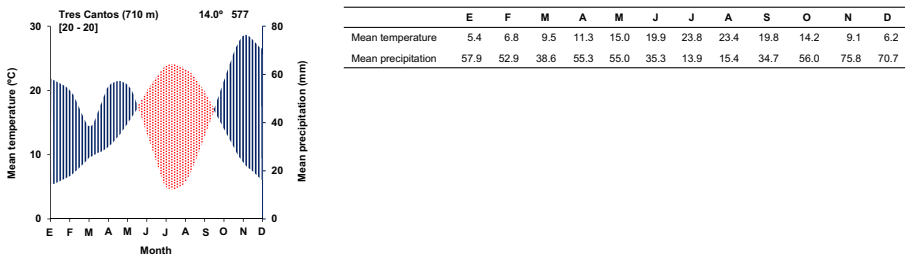 Tres Cantos (710 m) 14.0º 577
[20 - 20]
30
20
10
0
Mean temperature (ºC)
80
60
40
20
0
Mean precipitation (mm)
E F M A M J J A S O N D
Month
E F M A M J J A S O N D
Mean temperature 5.4 6.8 9.5 11.3 15.0 19.9 23.8 23.4 19.8 14.2 9.1 6.2
Mean precipitation 57.9 52.9 38.6 55.3 55.0 35.3 13.9 15.4 34.7 56.0 75.8 70.7